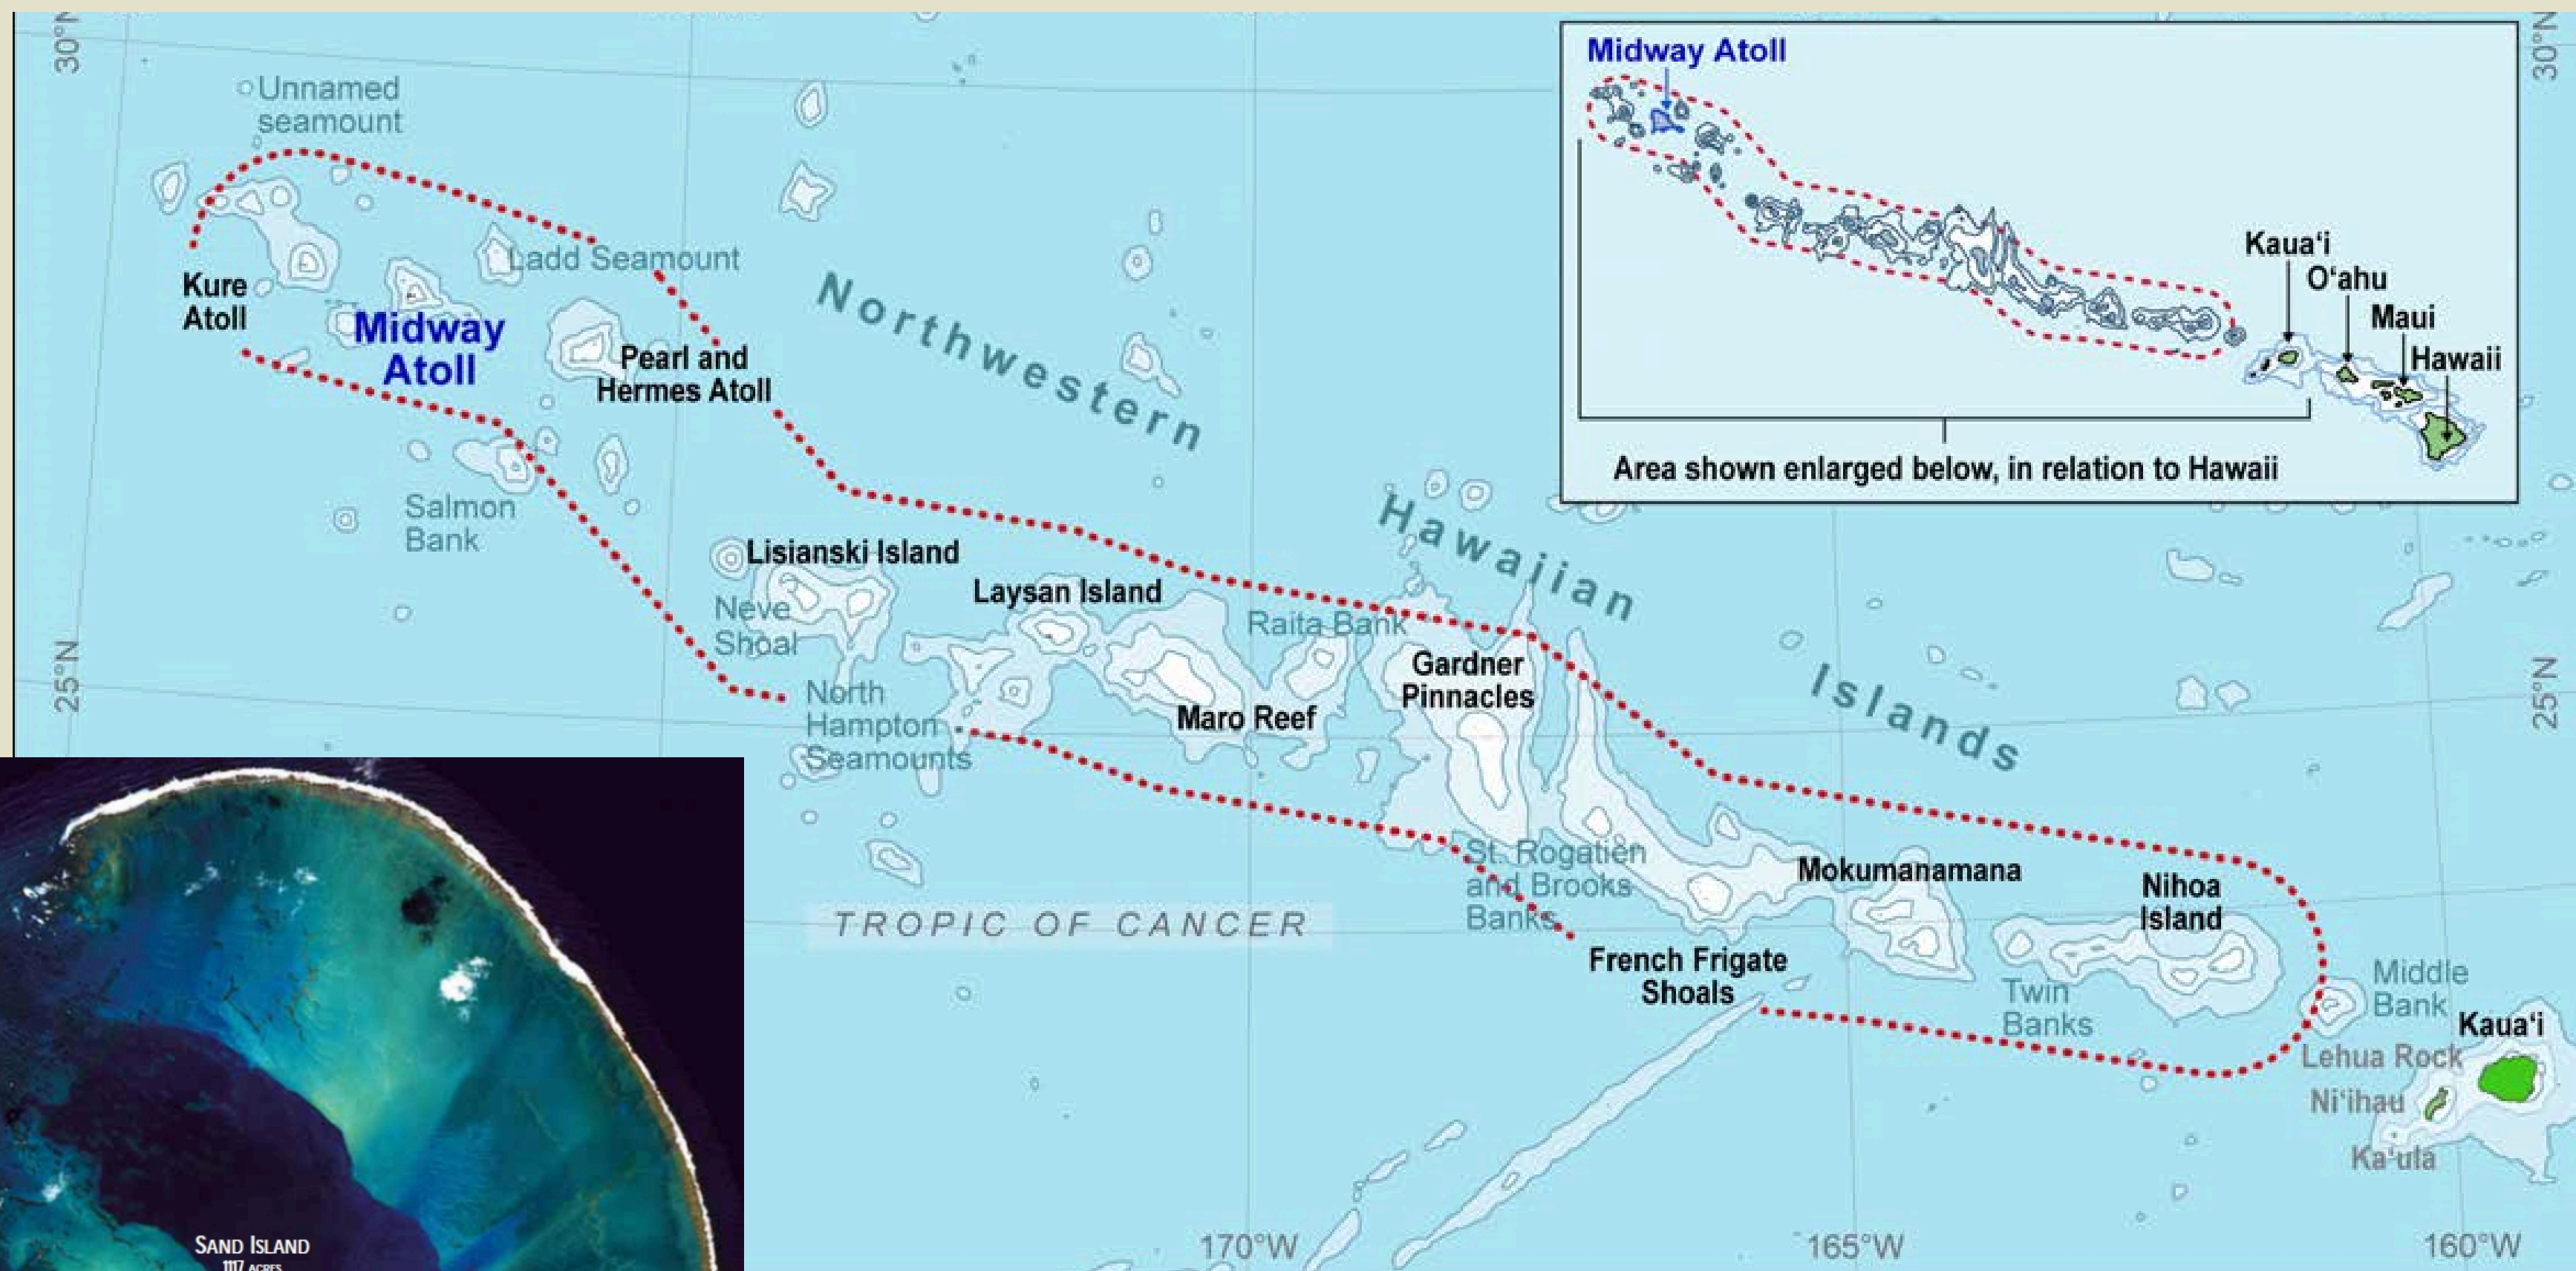 30°N
30°N
Midway Atoll
Kaua‘i
O‘ahu
Maui
Hawaii
Area shown enlarged below, in relation to Hawaii
Unnamed
seamount
Ladd Seamount
Kure
Atoll
Midway
Atoll
Pearl and
Hermes Atoll
Northwestern
Hawaiian
Islands
Salmon
Bank
Lisianski Island
Neve
Shoal
Laysan Island
Raita Bank
Gardner
Pinnacles
Maro Reef
North
Hampton
Seamounts
25°N
25°N
St. Rogatien
and Brooks
Banks
TROPIC OF CANCER
French Frigate
Shoals
Mokumanamana
Nihoa
Island
Twin
Banks
Middle
Bank
Kaua‘i
Lehua Rock
Ni‘ihau
Ka‘ula
170°W
165°W
160°W
SAND ISLAND
1117 ACRES